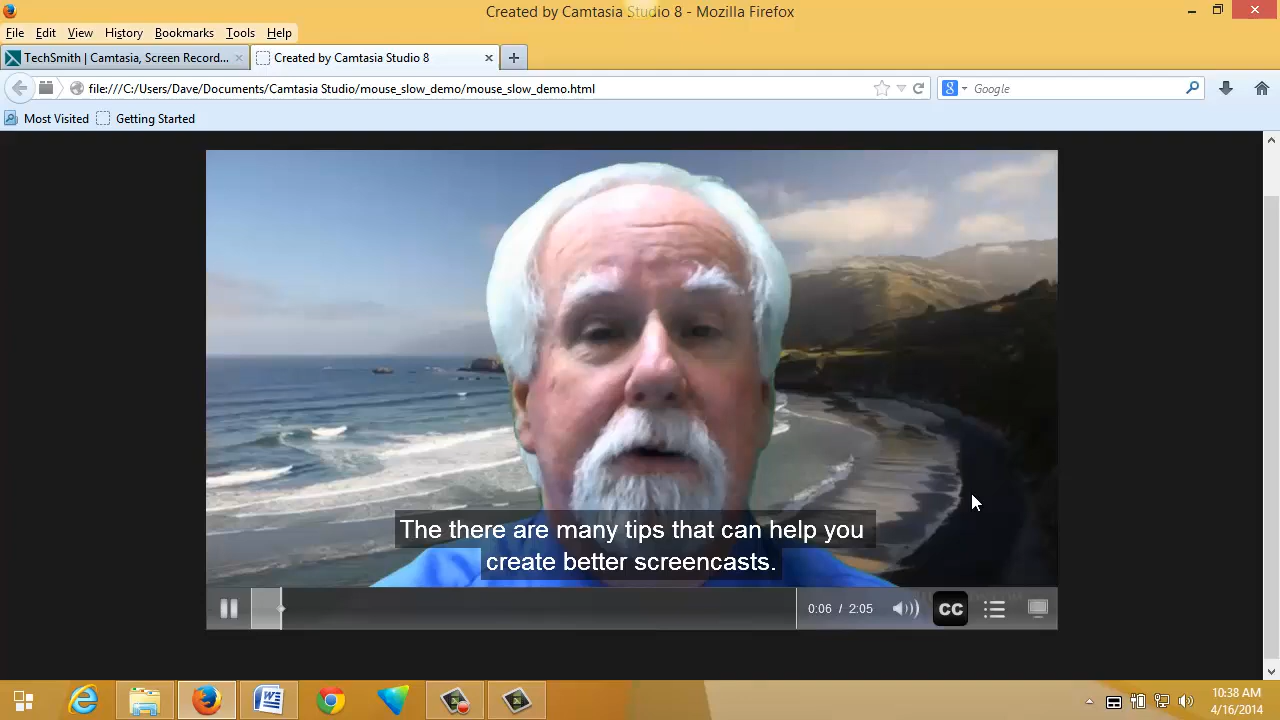 Created by Camtasia Studio 8 - Mozilla Firefox
File Edit View History Bookmarks Tools Help
TechSmith | Camtasia, Screen Record... Created by Camtasia Studio 8
file:///C:/Users/Dave/Documents/Camtasia Studio/mouse_slow_demo/mouse_slow_demo.html Google
Most Visited Getting Started
The there are many tips that can help you
create better screencasts.
0:06 / 2:05 CC
10:38 AM
4/16/2014